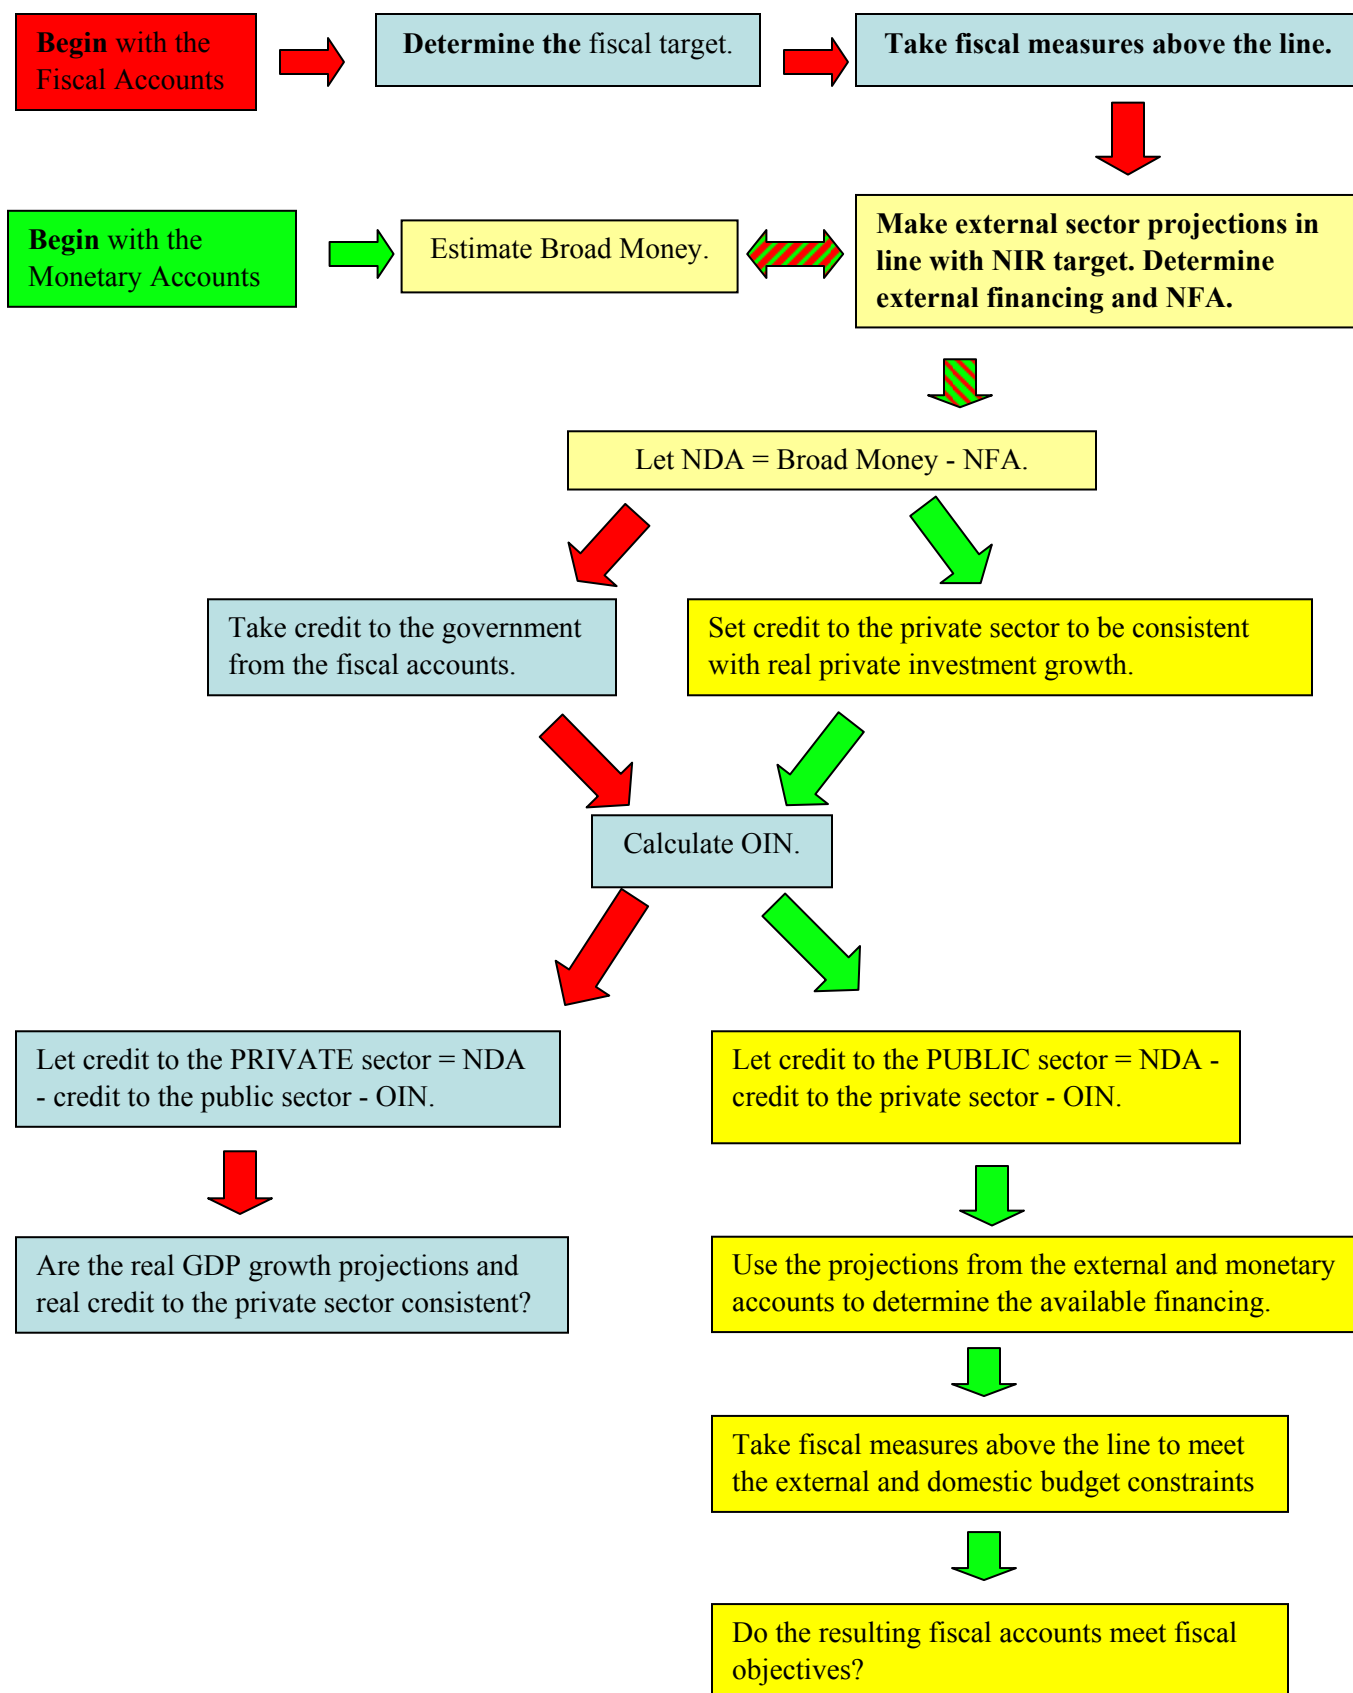 Begin with the
Fiscal Accounts
Determine the fiscal target.
Take fiscal measures above the line.
Begin with the
Monetary Accounts
Estimate Broad Money.
Make external sector projections in
line with NIR target. Determine
external financing and NFA.
Let NDA = Broad Money - NFA.
Take credit to the government
from the fiscal accounts.
Set credit to the private sector to be consistent
with real private investment growth.
Calculate OIN.
Let credit to the PRIVATE sector = NDA
- credit to the public sector - OIN.
Let credit to the PUBLIC sector = NDA -
credit to the private sector - OIN.
Are the real GDP growth projections and
real credit to the private sector consistent?
Use the projections from the external and monetary
accounts to determine the available financing.
Take fiscal measures above the line to meet
the external and domestic budget constraints
Do the resulting fiscal accounts meet fiscal
objectives?